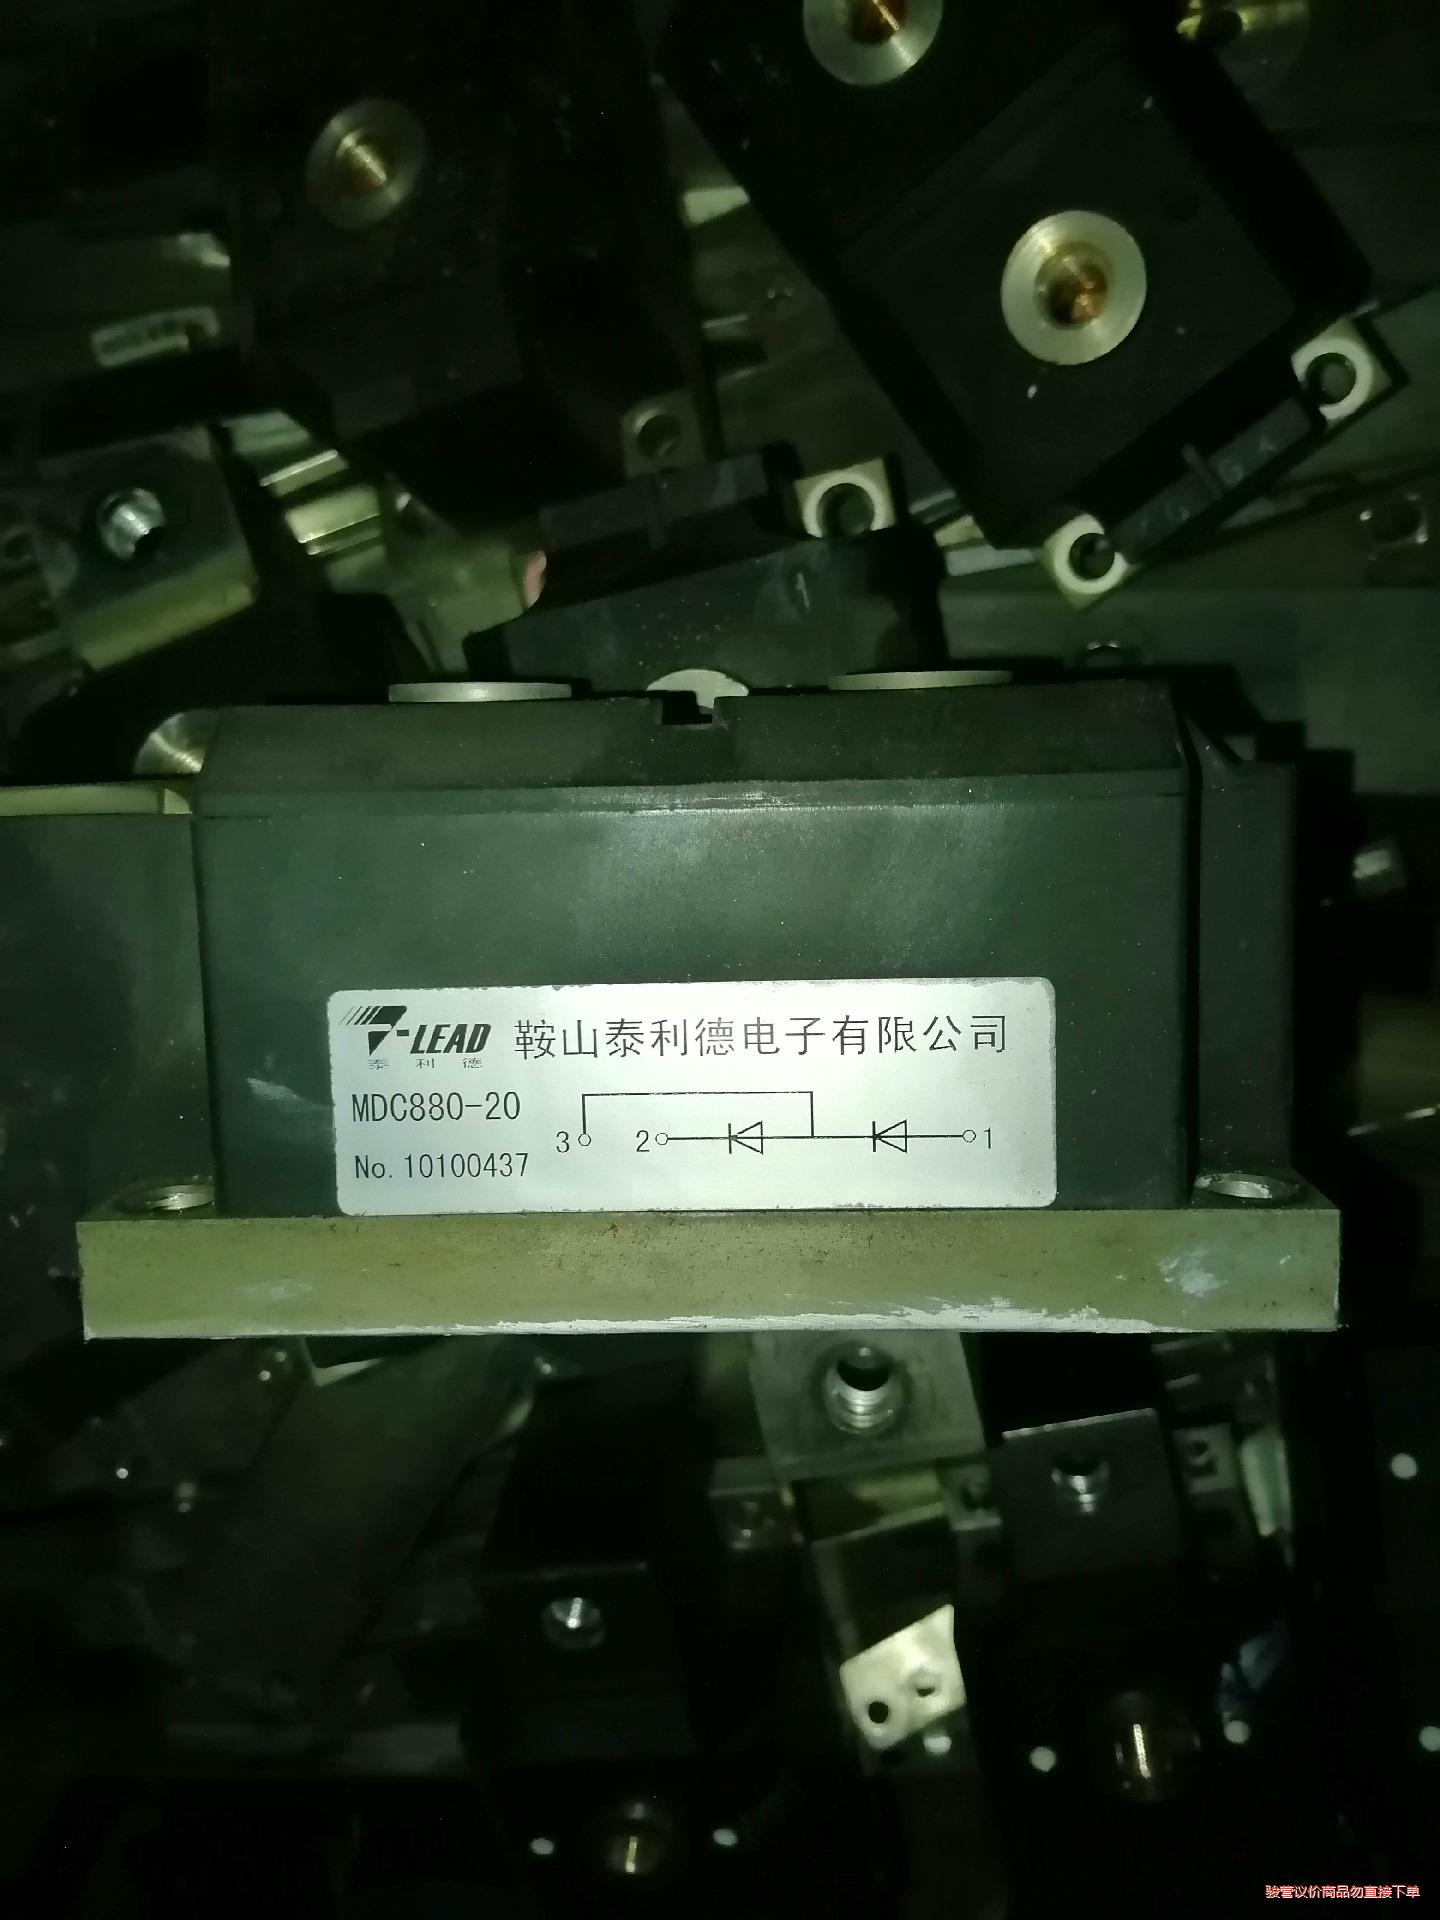 T-LEAD 鞍山泰利德电子有限公司
泰利德
MDC880-20
3 2 1
No. 10100437
骏菅议价商品勿直接下单